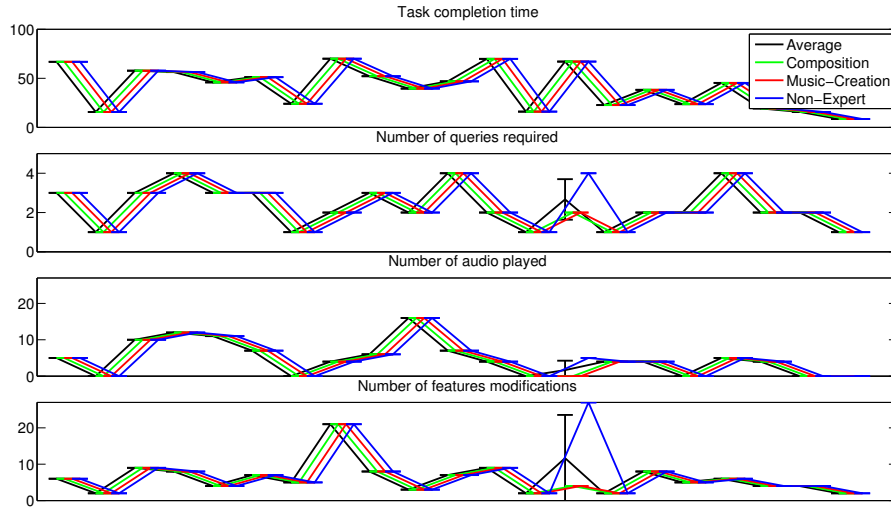 Task completion time
100
50
0
Average
Composition
Music-Creation
Non-Expert
Number of queries required
4
2
0
Number of audio played
20
10
0
Number of features modifications
20
10
0